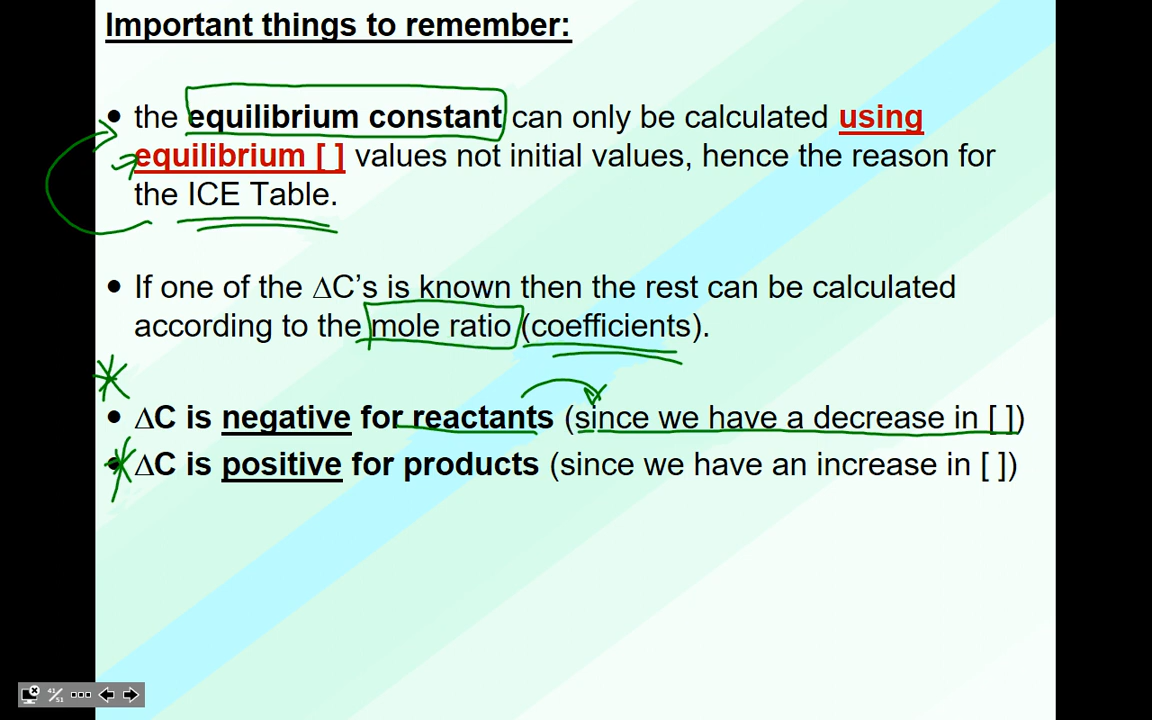 Important things to remember:
• the equilibrium constant can only be calculated using
equilibrium [ ] values not initial values, hence the reason for
the ICE Table.
• If one of the ∆C’s is known then the rest can be calculated
according to the mole ratio (coefficients).
• ∆C is negative for reactants (since we have a decrease in [ ])
• ∆C is positive for products (since we have an increase in [ ])
41/51